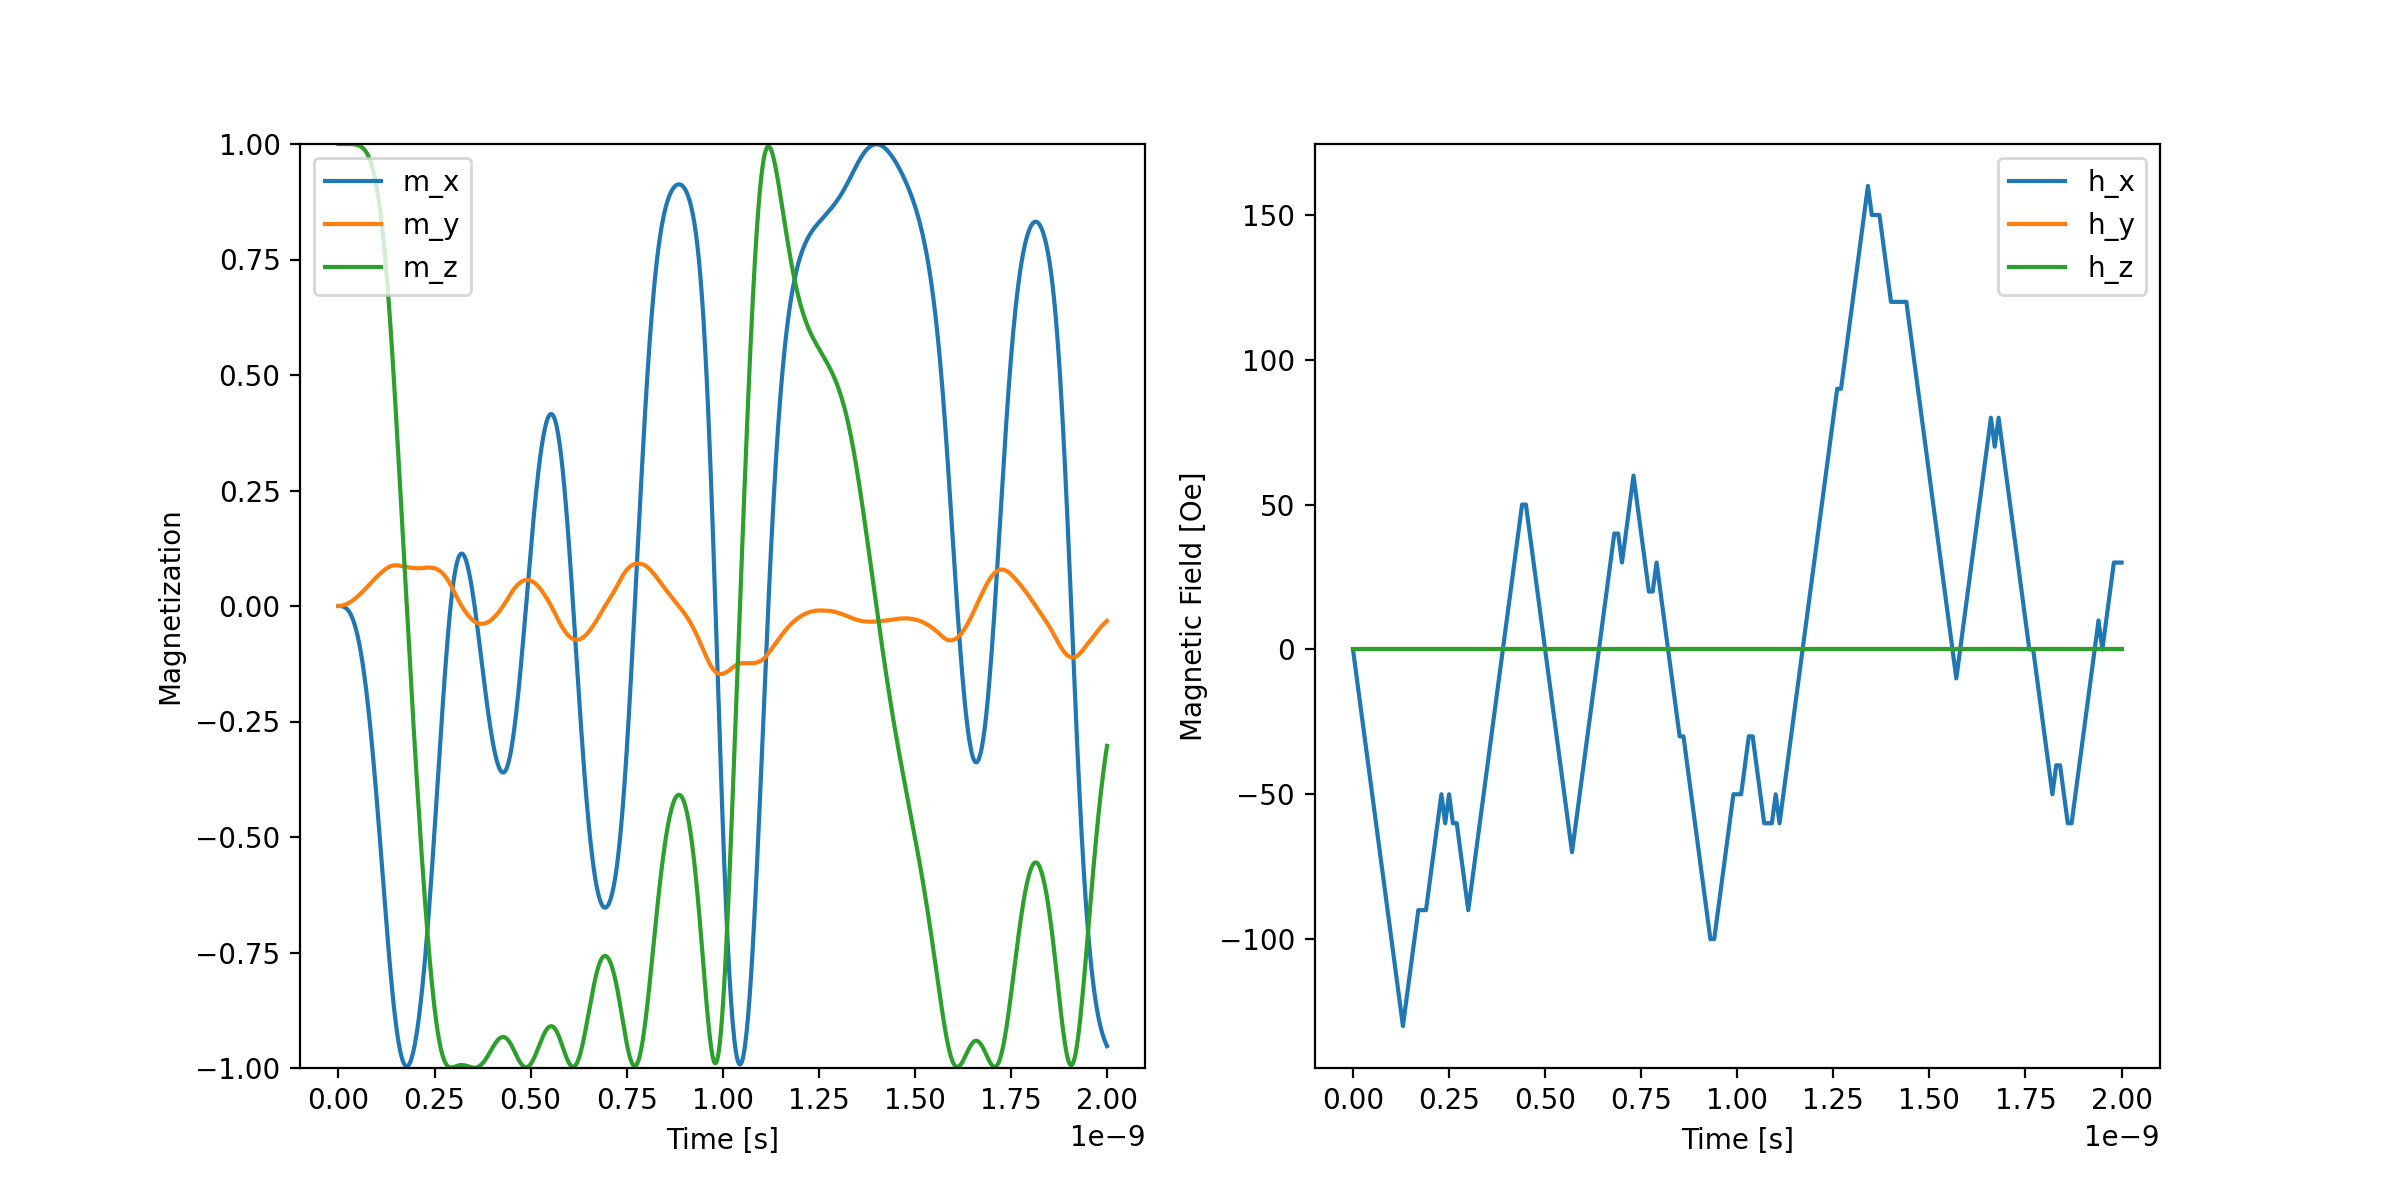 1.00
0.75
0.50
0.25
0.00
−0.25
−0.50
−0.75
−1.00
Magnetization
m_x
m_y
m_z
0.00 0.25 0.50 0.75 1.00 1.25 1.50 1.75 2.00
Time [s]
1e−9
150
100
50
0
−50
−100
Magnetic Field [Oe]
h_x
h_y
h_z
0.00 0.25 0.50 0.75 1.00 1.25 1.50 1.75 2.00
Time [s]
1e−9